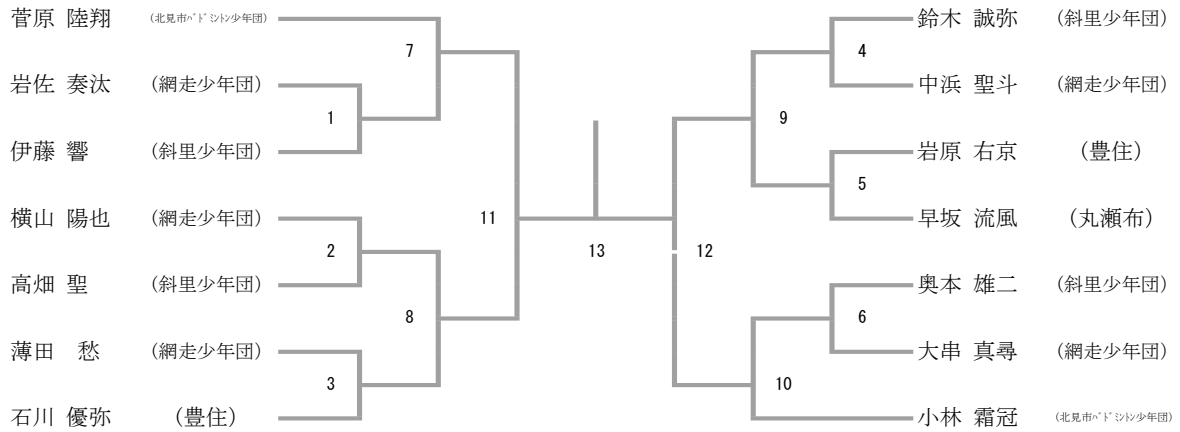 菅原 陸翔 (北見市ﾊﾞﾄﾞﾐﾝﾄﾝ少年団) 鈴木 誠弥 (斜里少年団)
7 4
岩佐 奏汰 (網走少年団) 中浜 聖斗 (網走少年団)
1 9
伊藤 響 (斜里少年団) 岩原 右京 (豊住)
5
横山 陽也 (網走少年団) 11 早坂 流風 (丸瀬布)
2 13 12
高畑 聖 (斜里少年団) 奥本 雄二 (斜里少年団)
8 6
薄田 愁 (網走少年団) 大串 真尋 (網走少年団)
3 10
石川 優弥 (豊住) 小林 霜冠 (北見市ﾊﾞﾄﾞﾐﾝﾄﾝ少年団)